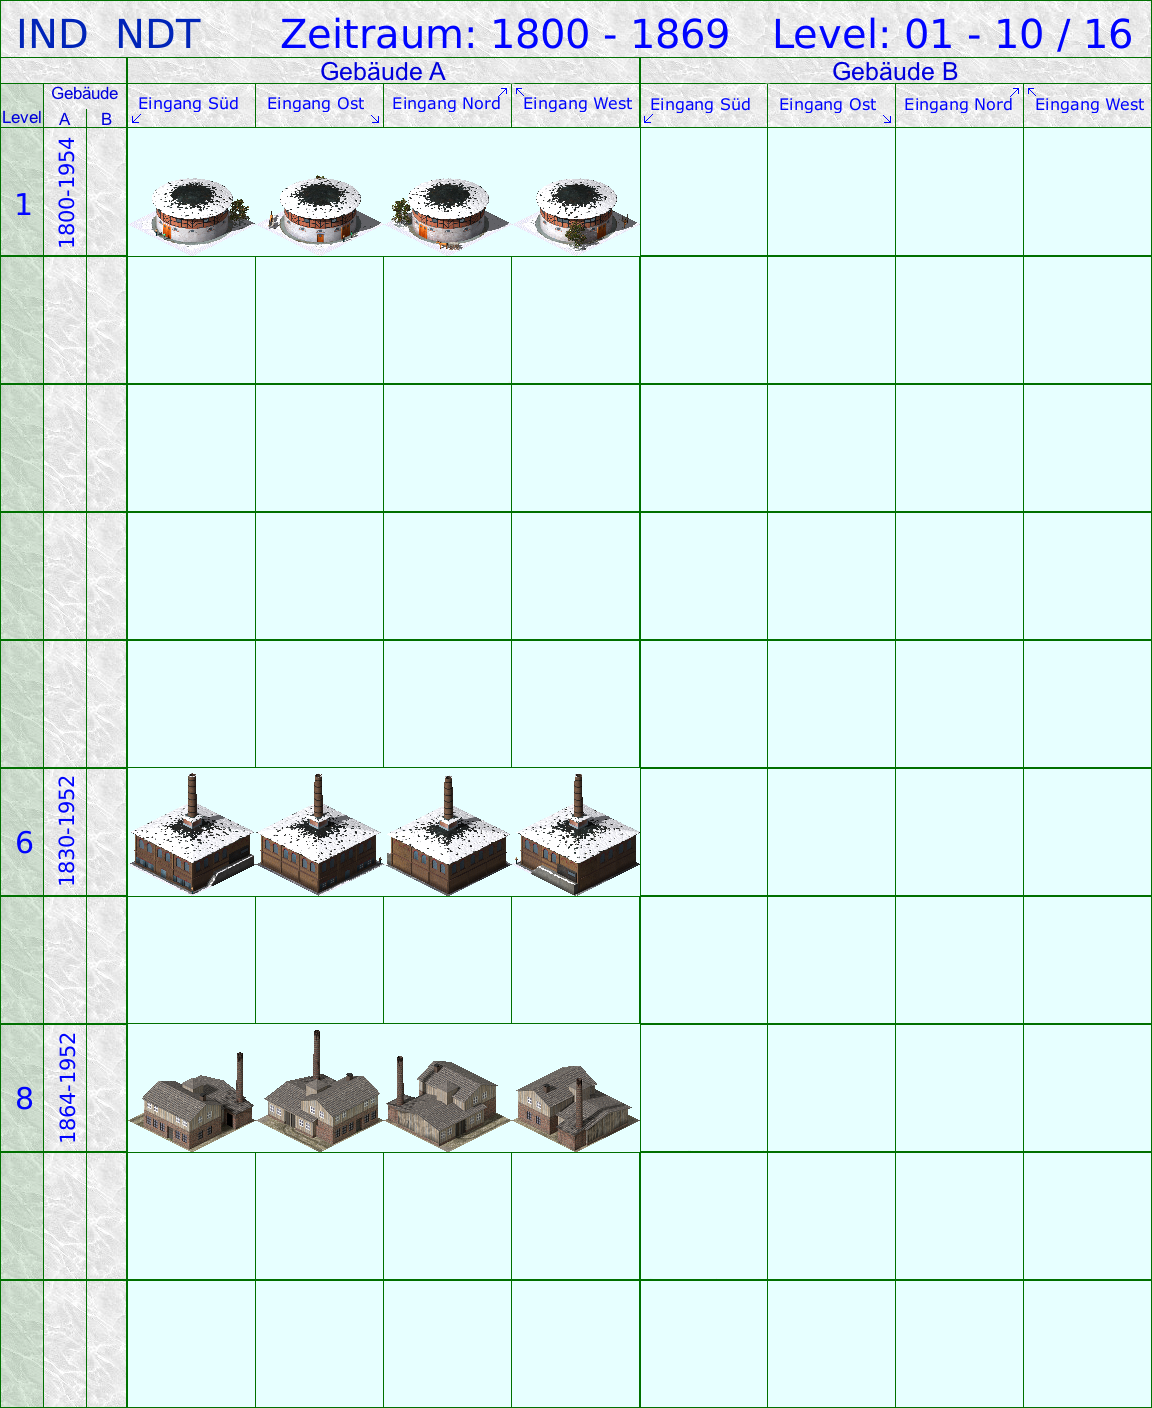 IND NDT Zeitraum: 1800 - 1869 Level: 01 - 10 / 16
Gebäude A Gebäude B
Level Gebäude A B Eingang Süd Eingang Ost Eingang Nord Eingang West Eingang Süd Eingang Ost Eingang Nord Eingang West
1 1800-1954
6 1830-1952
8 1864-1952